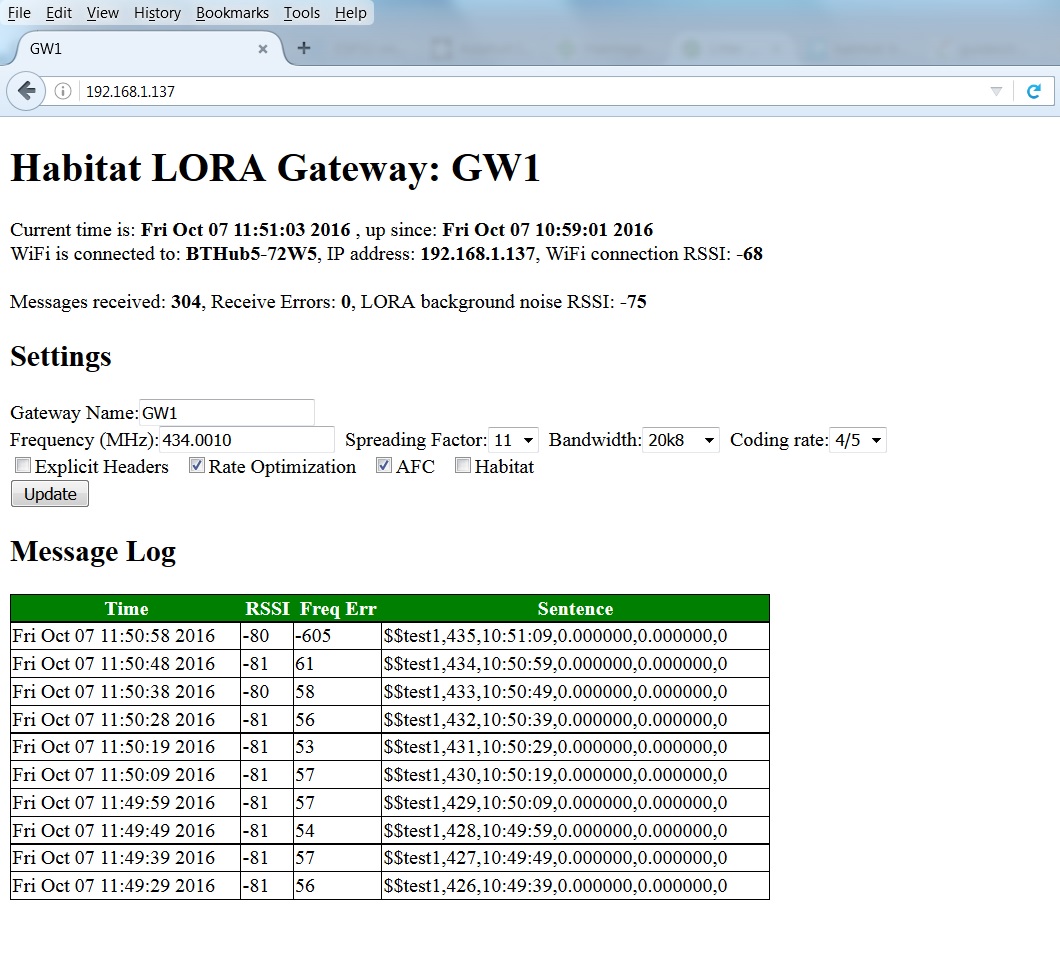 File Edit View History Bookmarks Tools Help
GW1
192.168.1.137
Habitat LORA Gateway: GW1
Current time is: Fri Oct 07 11:51:03 2016 , up since: Fri Oct 07 10:59:01 2016
WiFi is connected to: BTHub5-72W5, IP address: 192.168.1.137, WiFi connection RSSI: -68
Messages received: 304, Receive Errors: 0, LORA background noise RSSI: -75
Settings
Gateway Name: GW1
Frequency (MHz): 434.0010 Spreading Factor: 11 Bandwidth: 20k8 Coding rate: 4/5
Explicit Headers Rate Optimization AFC Habitat
Update
Message Log
Time RSSI Freq Err Sentence
Fri Oct 07 11:50:58 2016 -80 -605 $$test1,435,10:51:09,0.000000,0.000000,0
Fri Oct 07 11:50:48 2016 -81 61 $$test1,434,10:50:59,0.000000,0.000000,0
Fri Oct 07 11:50:38 2016 -80 58 $$test1,433,10:50:49,0.000000,0.000000,0
Fri Oct 07 11:50:28 2016 -81 56 $$test1,432,10:50:39,0.000000,0.000000,0
Fri Oct 07 11:50:19 2016 -81 53 $$test1,431,10:50:29,0.000000,0.000000,0
Fri Oct 07 11:50:09 2016 -81 57 $$test1,430,10:50:19,0.000000,0.000000,0
Fri Oct 07 11:49:59 2016 -81 57 $$test1,429,10:50:09,0.000000,0.000000,0
Fri Oct 07 11:49:49 2016 -81 54 $$test1,428,10:49:59,0.000000,0.000000,0
Fri Oct 07 11:49:39 2016 -81 57 $$test1,427,10:49:49,0.000000,0.000000,0
Fri Oct 07 11:49:29 2016 -81 56 $$test1,426,10:49:39,0.000000,0.000000,0